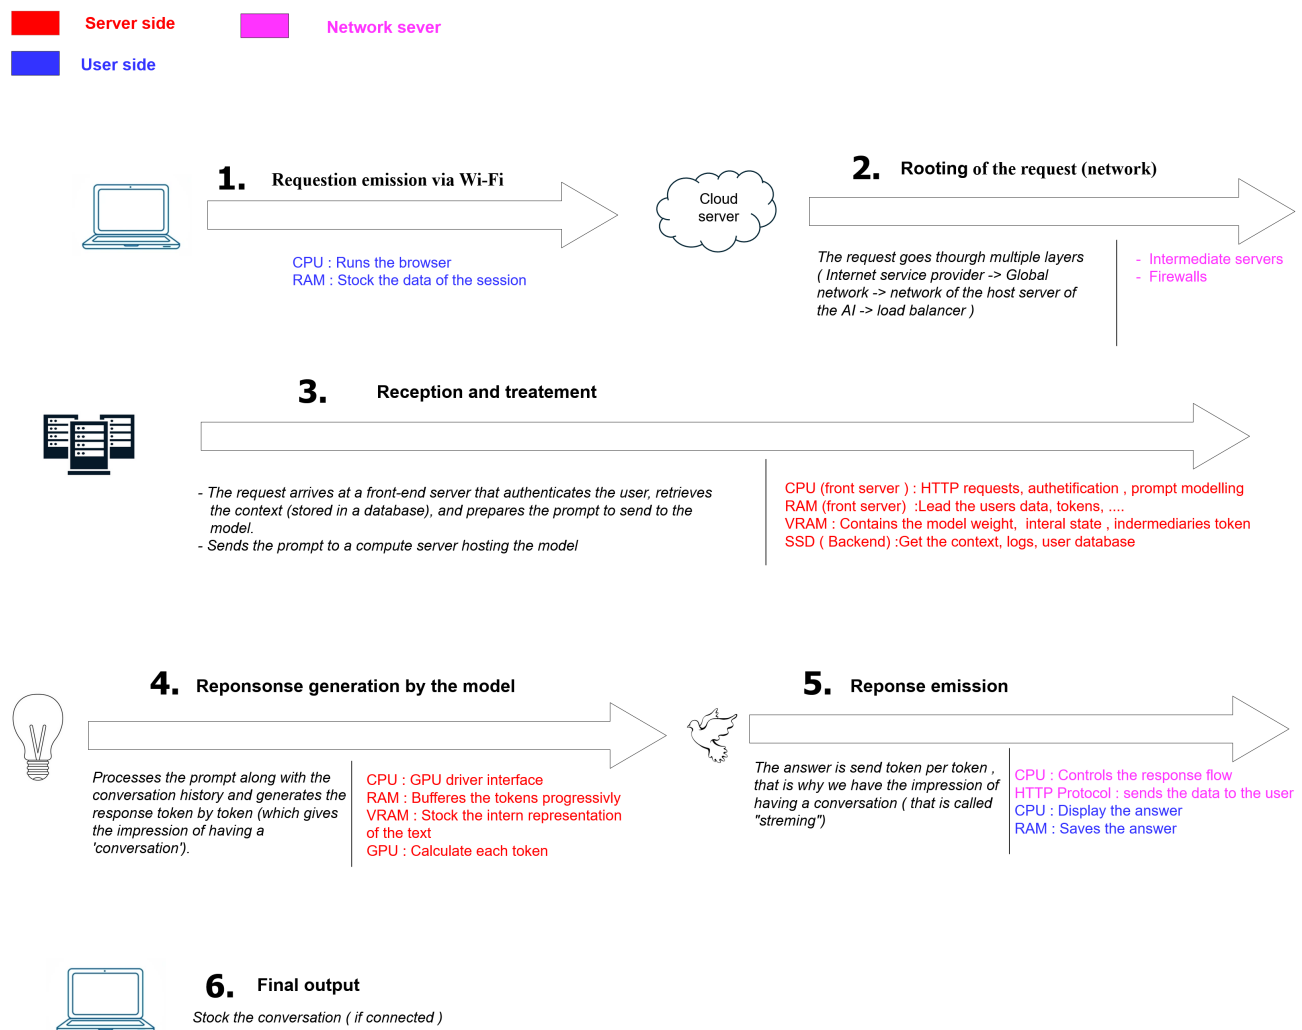 Server side
Network sever
User side
1.
Requestion emission via Wi-Fi
CPU : Runs the browser
RAM : Stock the data of the session
Cloud
server
2.
Rooting of the request (network)
The request goes thourgh multiple layers
( Internet service provider -> Global
network -> network of the host server of
the AI -> load balancer )
- Intermediate servers
- Firewalls
3.
Reception and treatement
- The request arrives at a front-end server that authenticates the user, retrieves
the context (stored in a database), and prepares the prompt to send to the
model.
- Sends the prompt to a compute server hosting the model
CPU (front server ) : HTTP requests, authetification , prompt modelling
RAM (front server) :Lead the users data, tokens, ....
VRAM : Contains the model weight, interal state , indermediaries token
SSD ( Backend) :Get the context, logs, user database
4.
Reponsonse generation by the model
Processes the prompt along with the
conversation history and generates the
response token by token (which gives
the impression of having a
'conversation').
CPU : GPU driver interface
RAM : Bufferes the tokens progressivly
VRAM : Stock the intern representation
of the text
GPU : Calculate each token
5.
Reponse emission
The answer is send token per token ,
that is why we have the impression of
having a conversation ( that is called
"streming")
CPU : Controls the response flow
HTTP Protocol : sends the data to the user
CPU : Display the answer
RAM : Saves the answer
6.
Final output
Stock the conversation ( if connected )